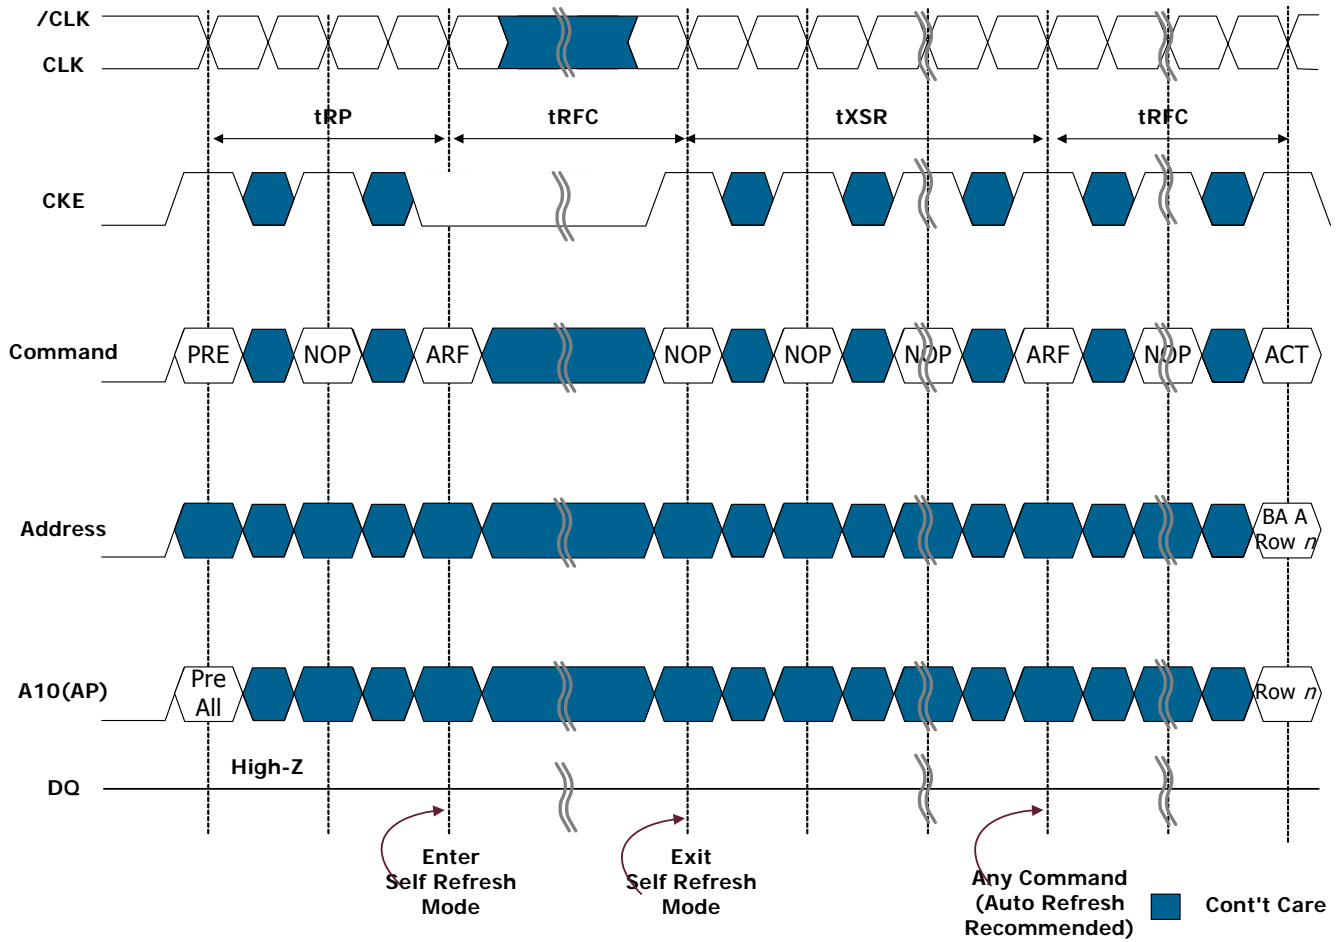 /CLK
CLK
tRP
tRFC
tXSR
tRFC
CKE
Command
PRE
NOP
ARF
NOP
NOP
NOP
ARF
NOP
ACT
Address
BA A
Row n
A10(AP)
Pre
All
Row n
High-Z
DQ
Enter
Self Refresh
Mode
Exit
Self Refresh
Mode
Any Command
(Auto Refresh
Recommended)
Cont't Care